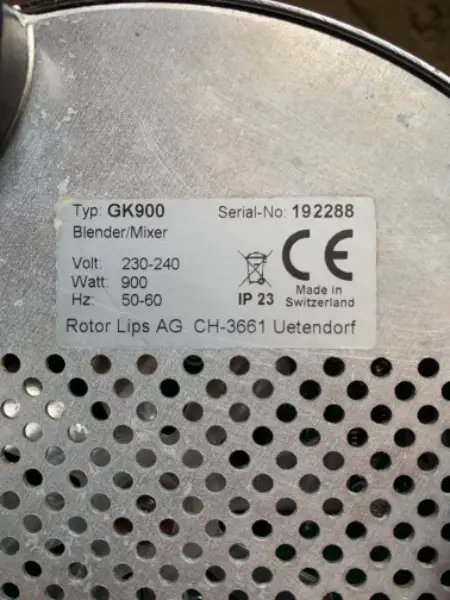 Typ: GK900 Serial-No: 192288
Blender/Mixer
Volt: 230-240
Watt: 900
Hz: 50-60
IP 23
CE
Made in
Switzerland
Rotor Lips AG CH-3661 Uetendorf